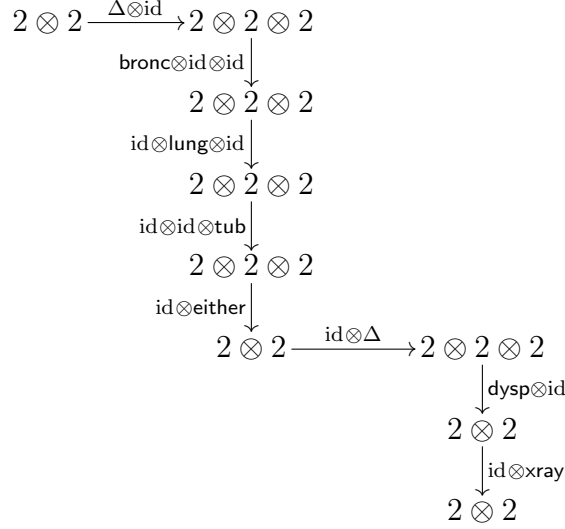 2 ⊗ 2 Δ⊗id 2 ⊗ 2 ⊗ 2
bronc⊗id⊗id
2 ⊗ 2 ⊗ 2
id⊗lung⊗id
2 ⊗ 2 ⊗ 2
id⊗id⊗tub
2 ⊗ 2 ⊗ 2
id⊗either
2 ⊗ 2 id⊗Δ 2 ⊗ 2 ⊗ 2
dysp⊗id
2 ⊗ 2
id⊗xray
2 ⊗ 2